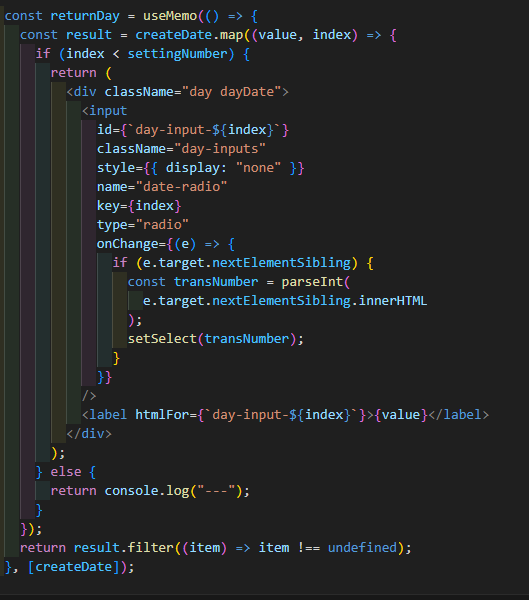 const returnDay = useMemo(() => {
const result = createDate.map((value, index) => {
if (index < settingNumber) {
return (
<div className="day dayDate">
<input
id={`day-input-${index}`}
className="day-inputs"
style={{ display: "none" }}
name="date-radio"
key={index}
type="radio"
onChange={(e) => {
if (e.target.nextElementSibling) {
const transNumber = parseInt(
e.target.nextElementSibling.innerHTML
);
setSelect(transNumber);
}
}}
/>
<label htmlFor={`day-input-${index}`}>{value}</label>
</div>
);
} else {
return console.log("---");
}
});
return result.filter((item) => item !== undefined);
}, [createDate]);